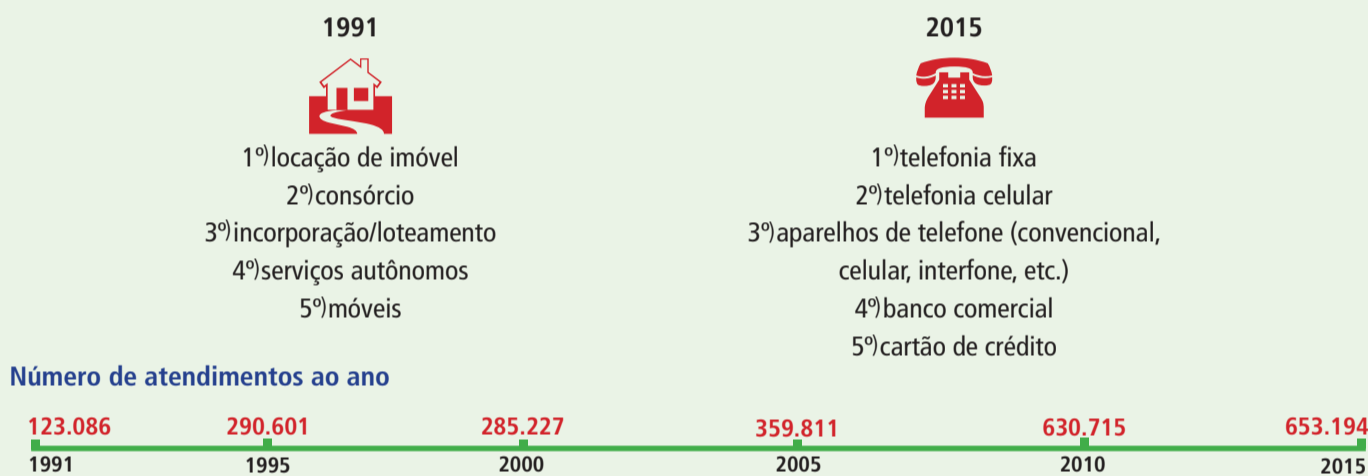 1991
1º)locação de imóvel
2º)consórcio
3º)incorporação/loteamento
4º)serviços autônomos
5º)móveis
2015
1º)telefonia fixa
2º)telefonia celular
3º)aparelhos de telefone (convencional,
celular, interfone, etc.)
4º)banco comercial
5º)cartão de crédito
Número de atendimentos ao ano
123.086 290.601 285.227 359.811 630.715 653.194
1991 1995 2000 2005 2010 2015